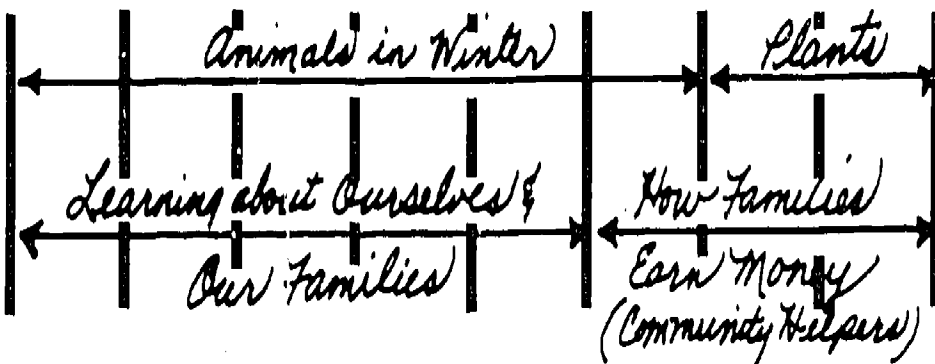 Animals in Winter
Plants
Learning about Ourselves &
Our Families
How Families
Earn Money
(Community Helpers)